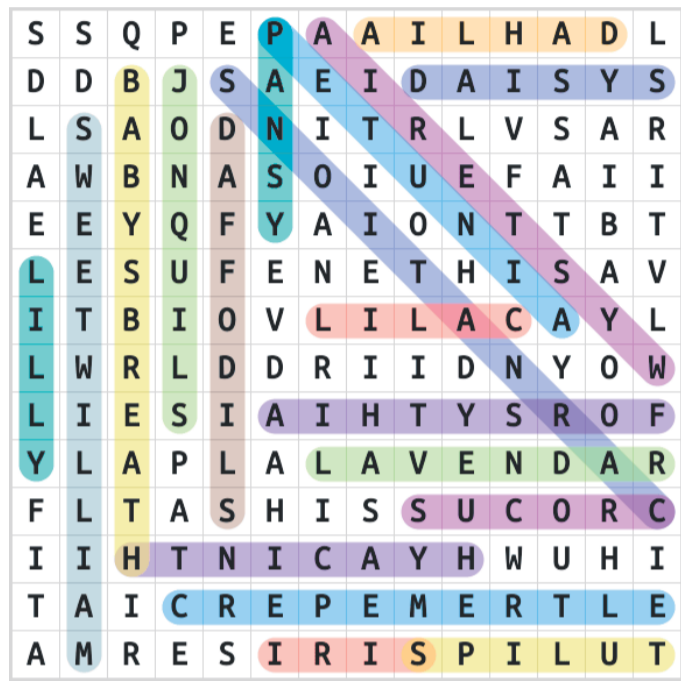 S S Q P E P A A I L H A D L
D D B J S A E I D A I S Y S
L S A O D N I T R L V S A R
A W B N A S O I U E F A I I
E E Y Q F Y A I O N T T B T
L E S U F E N E T H I S A V
I T B I O V L I L A C A Y L
L W R L D D R I I D N Y O W
L I E S I A I H T Y S R O F
Y L A P L A L A V E N D A R
F L T A S H I S S U C O R C
I I H T N I C A Y H W U H I
T A I C R E P E M E R T L E
A M R E S I R I S P I L U T